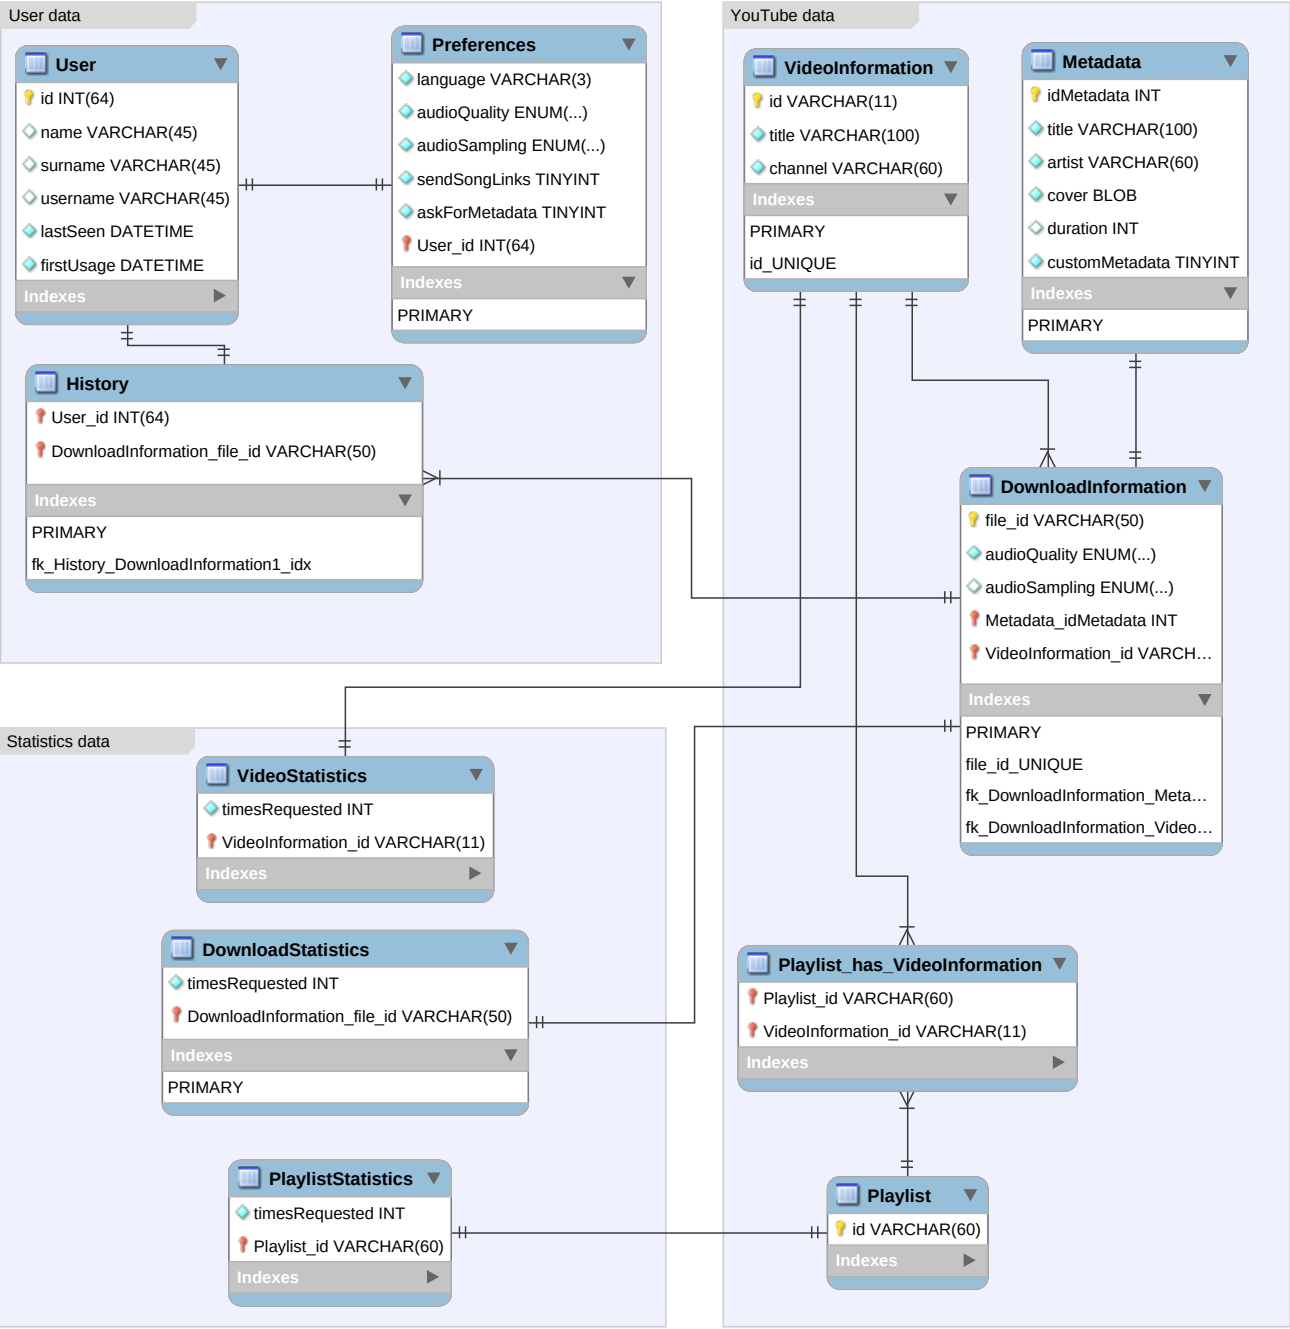 User data
User
id INT(64)
name VARCHAR(45)
surname VARCHAR(45)
username VARCHAR(45)
lastSeen DATETIME
firstUsage DATETIME
Indexes
Preferences
language VARCHAR(3)
audioQuality ENUM(...)
audioSampling ENUM(...)
sendSongLinks TINYINT
askForMetadata TINYINT
User_id INT(64)
Indexes
PRIMARY
History
User_id INT(64)
DownloadInformation_file_id VARCHAR(50)
Indexes
PRIMARY
fk_History_DownloadInformation1_idx
YouTube data
VideoInformation
id VARCHAR(11)
title VARCHAR(100)
channel VARCHAR(60)
Indexes
PRIMARY
id_UNIQUE
Metadata
idMetadata INT
title VARCHAR(100)
artist VARCHAR(60)
cover BLOB
duration INT
customMetadata TINYINT
Indexes
PRIMARY
DownloadInformation
file_id VARCHAR(50)
audioQuality ENUM(...)
audioSampling ENUM(...)
Metadata_idMetadata INT
VideoInformation_id VARCH...
Indexes
PRIMARY
file_id_UNIQUE
fk_DownloadInformation_Meta...
fk_DownloadInformation_Video...
Playlist_has_VideoInformation
Playlist_id VARCHAR(60)
VideoInformation_id VARCHAR(11)
Indexes
Playlist
id VARCHAR(60)
Indexes
Statistics data
VideoStatistics
timesRequested INT
VideoInformation_id VARCHAR(11)
Indexes
DownloadStatistics
timesRequested INT
DownloadInformation_file_id VARCHAR(50)
Indexes
PRIMARY
PlaylistStatistics
timesRequested INT
Playlist_id VARCHAR(60)
Indexes